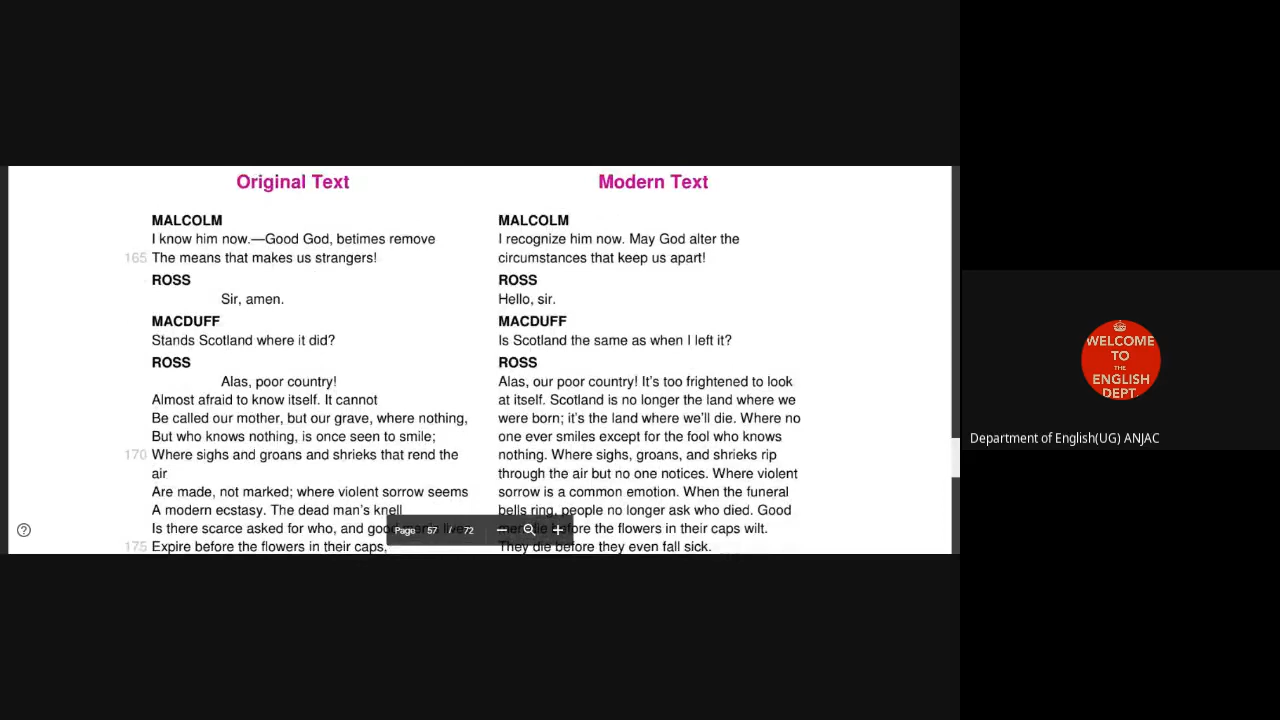 Original Text
MALCOLM
I know him now.—Good God, betimes remove
165 The means that makes us strangers!
ROSS
Sir, amen.
MACDUFF
Stands Scotland where it did?
ROSS
Alas, poor country!
Almost afraid to know itself. It cannot
Be called our mother, but our grave, where nothing,
But who knows nothing, is once seen to smile;
170 Where sighs and groans and shrieks that rend the
air
Are made, not marked; where violent sorrow seems
A modern ecstasy. The dead man's knell
Is there scarce asked for who, and good men's lives
175 Expire before the flowers in their caps,
Modern Text
MALCOLM
I recognize him now. May God alter the
circumstances that keep us apart!
ROSS
Hello, sir.
MACDUFF
Is Scotland the same as when I left it?
ROSS
Alas, our poor country! It's too frightened to look
at itself. Scotland is no longer the land where we
were born; it's the land where we'll die. Where no
one ever smiles except for the fool who knows
nothing. Where sighs, groans, and shrieks rip
through the air but no one notices. Where violent
sorrow is a common emotion. When the funeral
bells ring, people no longer ask who died. Good
men die before the flowers in their caps wilt.
They die before they even fall sick.
Page 57 / 72
WELCOME
TO
THE
ENGLISH
DEPT.
Department of English(UG) ANJAC